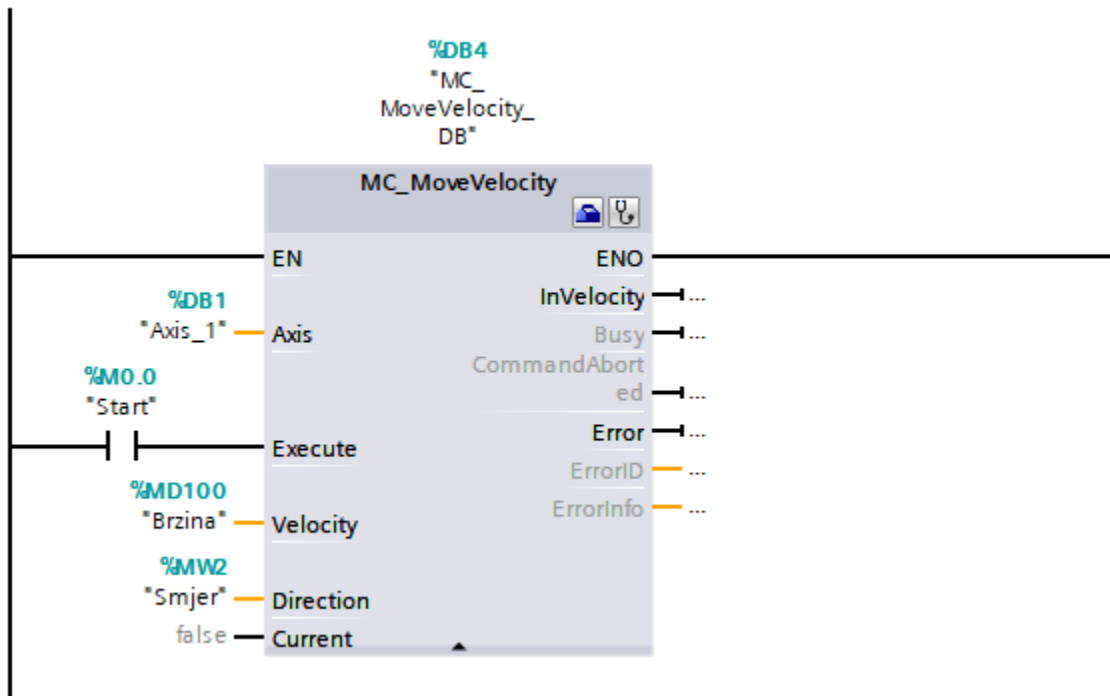 %DB4
"MC_
MoveVelocity_
DB"
MC_MoveVelocity
EN ENO
InVelocity ...
%DB1
"Axis_1" Axis Busy ...
CommandAbort
ed ...
%M0.0
"Start"
Execute Error ...
ErrorID ...
%MD100
"Brzina" Velocity ErrorInfo ...
%MW2
"Smjer" Direction
false Current